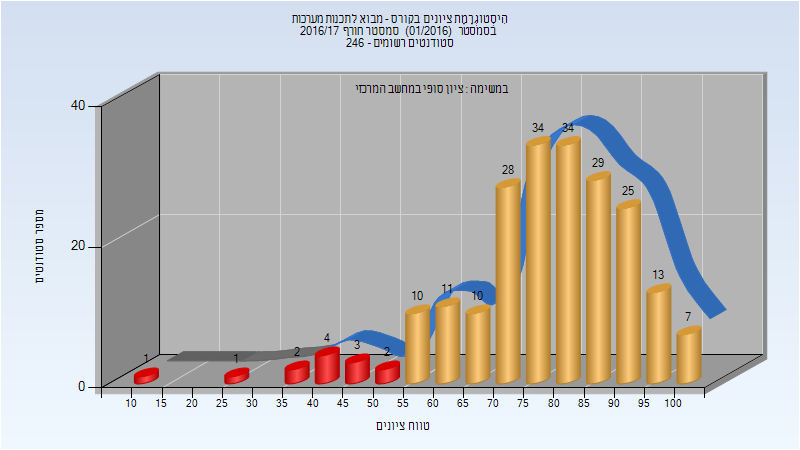 היסטוגרמת ציונים בקורס - מבוא לתכנות מערכות
בסמסטר (01/2016) סמסטר חורף 2016/17
סטודנטים רשומים - 246
במשימה : ציון סופי במחשב המרכזי
40
20
0
מספר סטודנטים
1
1
2
4
3
2
10
11
10
28
34
34
29
25
13
7
10 15 20 25 30 35 40 45 50 55 60 65 70 75 80 85 90 95 100
טווח ציונים